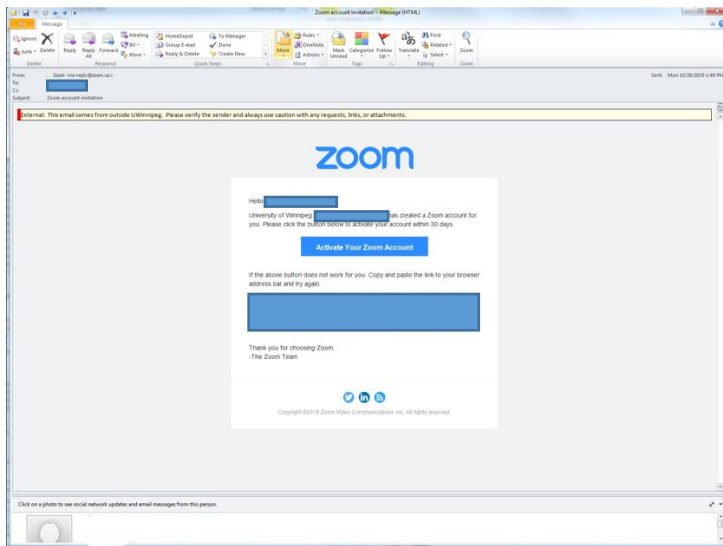 Zoom account invitation - Message (HTML)
File Message
Ignore
Junk Delete
Reply Reply All Forward
Meeting
IM
More
HomeDepot To Manager
Group E-mail Done
Reply & Delete Create New
Move
Rules
OneNote
Actions
Mark Unread Categorize Follow Up
Translate
Find
Related
Select
Zoom
Delete Respond Quick Steps Move Tags Editing Zoom
From: Zoom <no-reply@zoom.us> Sent: Mon 10/28/2019 1:49 PM
To:
Cc:
Subject: Zoom account invitation
External: This email comes from outside UWinnipeg. Please verify the sender and always use caution with any requests, links, or attachments.
zoom
Hello
University of Winnipeg has created a Zoom account for
you. Please click the button below to activate your account within 30 days.
Activate Your Zoom Account
If the above button does not work for you. Copy and paste the link to your browser
address bar and try again.
Thank you for choosing Zoom.
-The Zoom Team
in
Copyright ©2019 Zoom Video Communications, Inc. All rights reserved.
Click on a photo to see social network updates and email messages from this person.